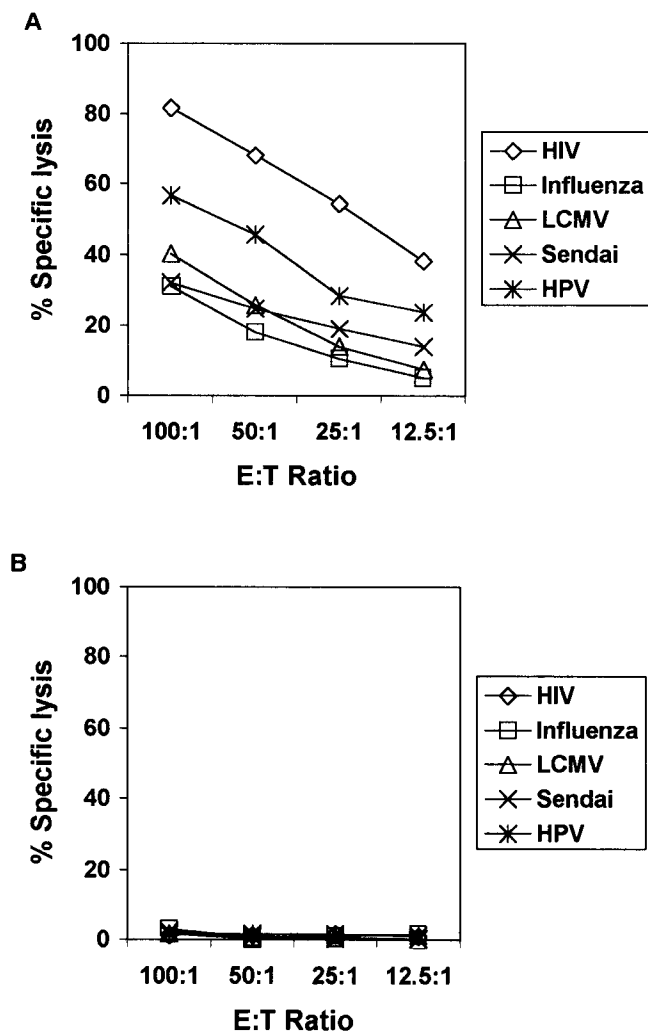 A
100
80
60
40
20
0
% Specific lysis
100:1 50:1 25:1 12.5:1
E:T Ratio
HIV
Influenza
LCMV
Sendai
HPV
B
100
80
60
40
20
0
% Specific lysis
100:1 50:1 25:1 12.5:1
E:T Ratio
HIV
Influenza
LCMV
Sendai
HPV